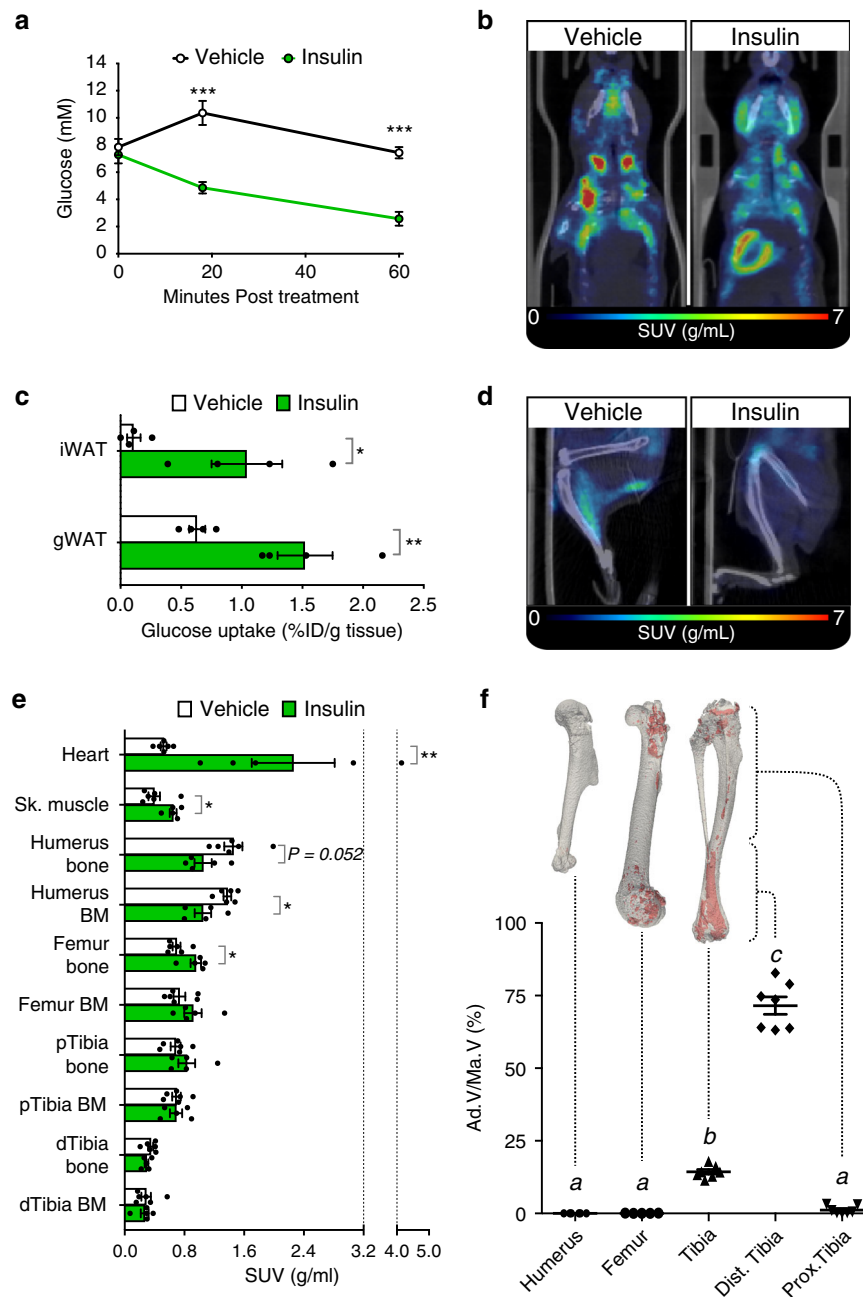 a
Vehicle Insulin
14
12
10
8
6
4
2
0
Glucose (mM)
***
***
0 20 40 60
Minutes Post treatment
b
Vehicle Insulin
0 7
SUV (g/mL)
c
Vehicle Insulin
iWAT
*
gWAT
**
0.0 0.5 1.0 1.5 2.0 2.5
Glucose uptake (%ID/g tissue)
d
Vehicle Insulin
0 7
SUV (g/mL)
e
Vehicle Insulin
Heart
**
Sk. muscle
*
Humerus
bone
P = 0.052
Humerus
BM
*
Femur
bone
*
Femur BM
pTibia
bone
pTibia BM
dTibia
bone
dTibia BM
0.0 0.8 1.6 2.4 3.2 4.0 5.0
SUV (g/ml)
f
100
75
50
25
0
Ad.V/Ma.V (%)
a
a
b
c
a
Humerus
Femur
Tibia
Dist. Tibia
Prox. Tibia